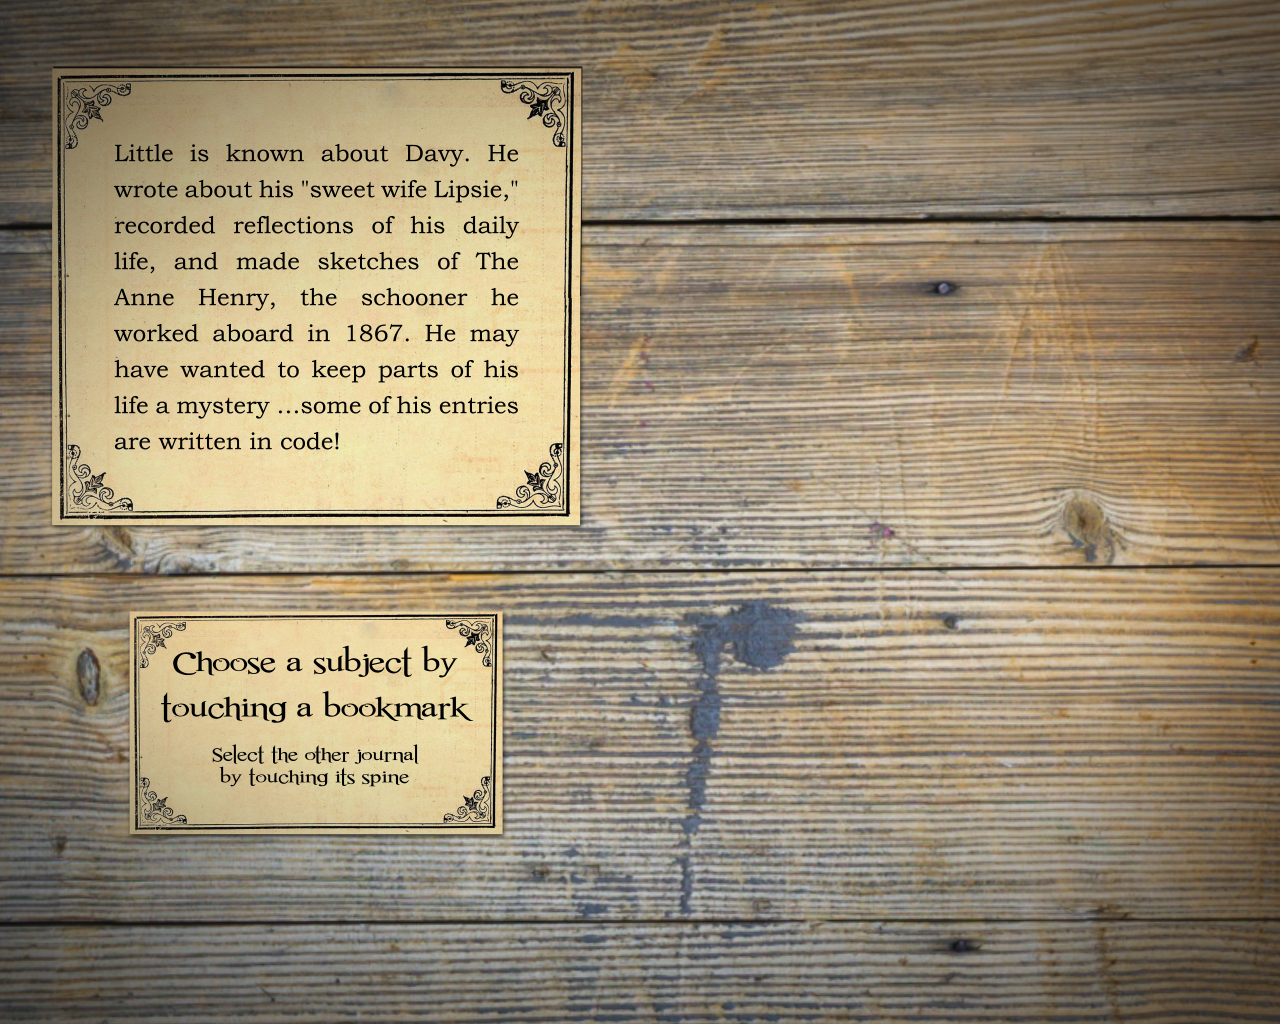 Little is known about Davy. He
wrote about his "sweet wife Lipsie,"
recorded reflections of his daily
life, and made sketches of The
Anne Henry, the schooner he
worked aboard in 1867. He may
have wanted to keep parts of his
life a mystery ...some of his entries
are written in code!
Choose a subject by
touching a bookmark
Select the other journal
by touching its spine